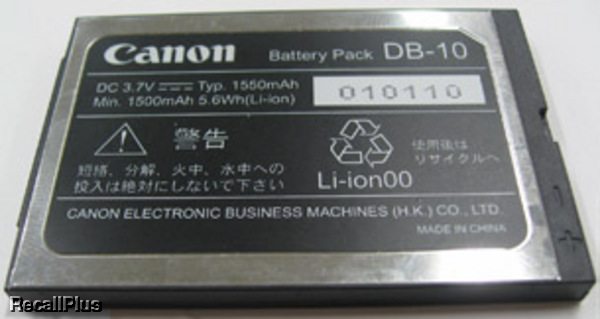 Canon Battery Pack DB-10
DC 3.7V⎓ Typ. 1550mAh
Min. 1500mAh 5.6Wh(Li-ion)
010110
警告
短絡、分解、火中、水中への
投入は絶対にしないで下さい
使用後は
リサイクルへ
Li-ion00
CANON ELECTRONIC BUSINESS MACHINES (H.K.) CO., LTD.
MADE IN CHINA
- +
RecallPlus